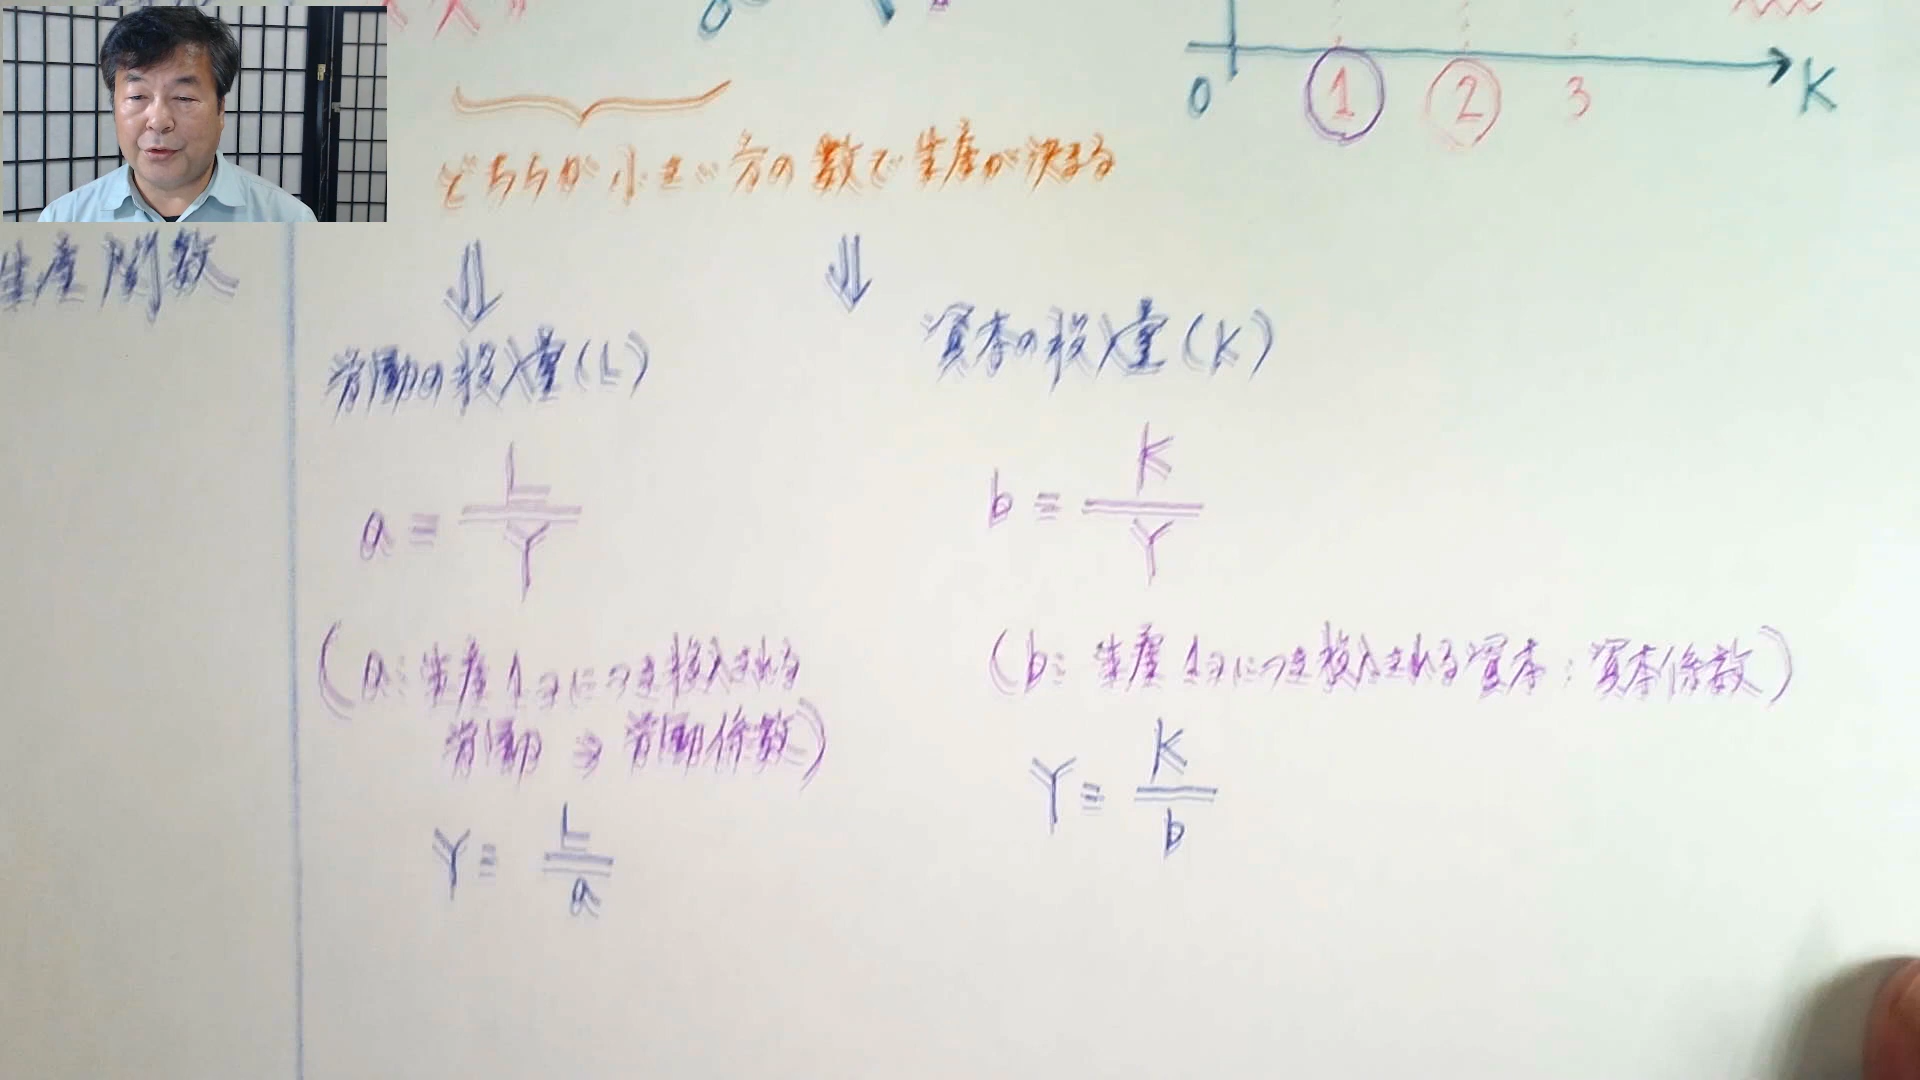 0 1 2 3 K
どちらか小さい方の数で生産が決まる
生産関数
⇓ ⇓
労働の投入量(L)
資本の投入量(K)
a = L/Y
b = K/Y
(a: 生産1つにつき投入される
労働 ⇒ 労働係数)
(b: 生産1つにつき投入される資本: 資本係数)
Y = L/a
Y = K/b